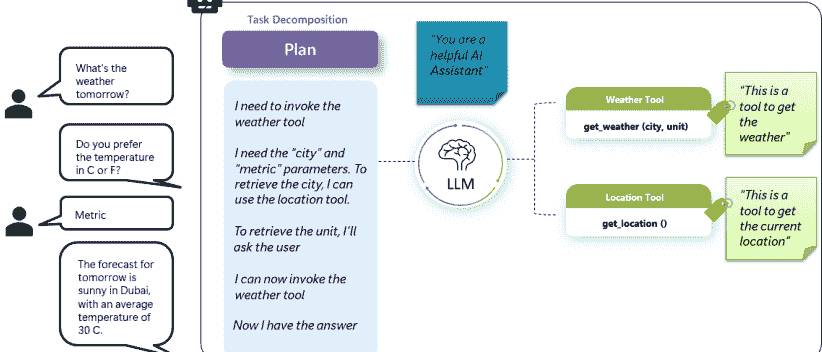 Task Decomposition
Plan
What's the
weather
tomorrow?
Do you prefer
the temperature
in C or F?
Metric
The forecast for
tomorrow is
sunny in Dubai,
with an average
temperature of
30 C.
I need to invoke the
weather tool
I need the "city" and
"metric" parameters. To
retrieve the city, I can
use the location tool.
To retrieve the unit, I'll
ask the user
I can now invoke the
weather tool
Now I have the answer
"You are a
helpful AI
Assistant"
LLM
Weather Tool
get_weather (city, unit)
"This is a
tool to get
the
weather"
Location Tool
get_location ()
"This is a
tool to get
the current
location"